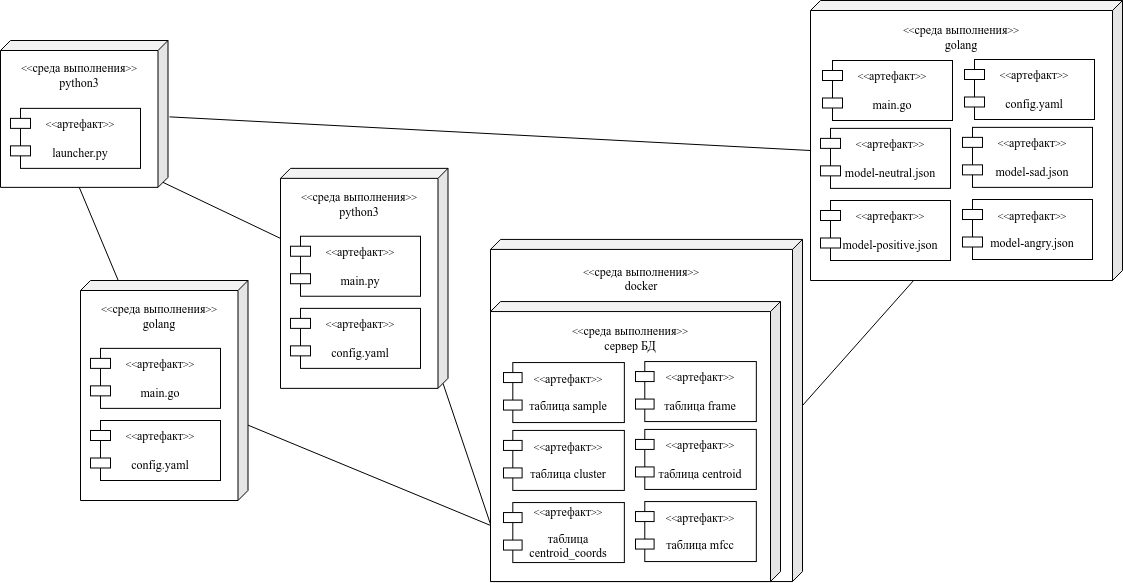 <<среда выполнения>>
python3
<<артефакт>>
launcher.py
<<среда выполнения>>
golang
<<артефакт>>
main.go
<<артефакт>>
config.yaml
<<среда выполнения>>
python3
<<артефакт>>
main.py
<<артефакт>>
config.yaml
<<среда выполнения>>
docker
<<среда выполнения>>
сервер БД
<<артефакт>>
таблица sample
<<артефакт>>
таблица frame
<<артефакт>>
таблица cluster
<<артефакт>>
таблица centroid
<<артефакт>>
таблица
centroid_coords
<<артефакт>>
таблица mfcc
<<среда выполнения>>
golang
<<артефакт>>
main.go
<<артефакт>>
config.yaml
<<артефакт>>
model-neutral.json
<<артефакт>>
model-sad.json
<<артефакт>>
model-positive.json
<<артефакт>>
model-angry.json